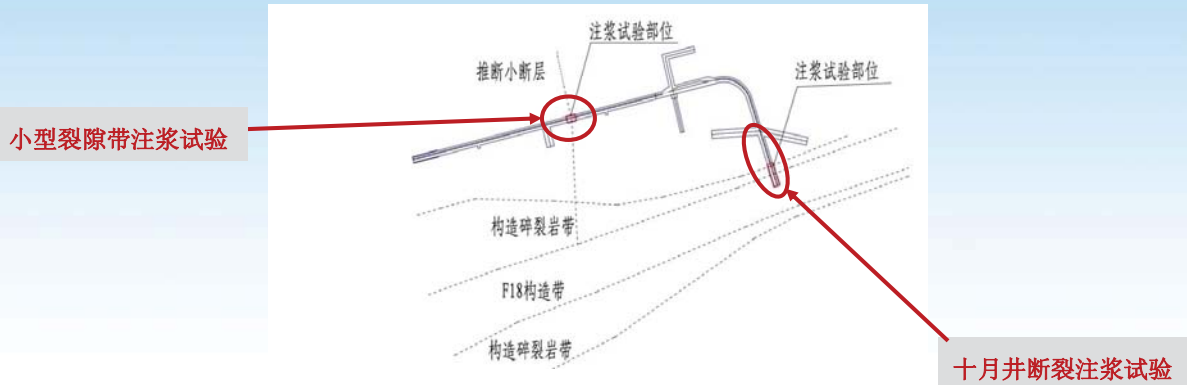 注浆试验部位
推断小断层
注浆试验部位
小型裂隙带注浆试验
构造碎裂岩带
F18构造带
构造碎裂岩带
十月井断裂注浆试验